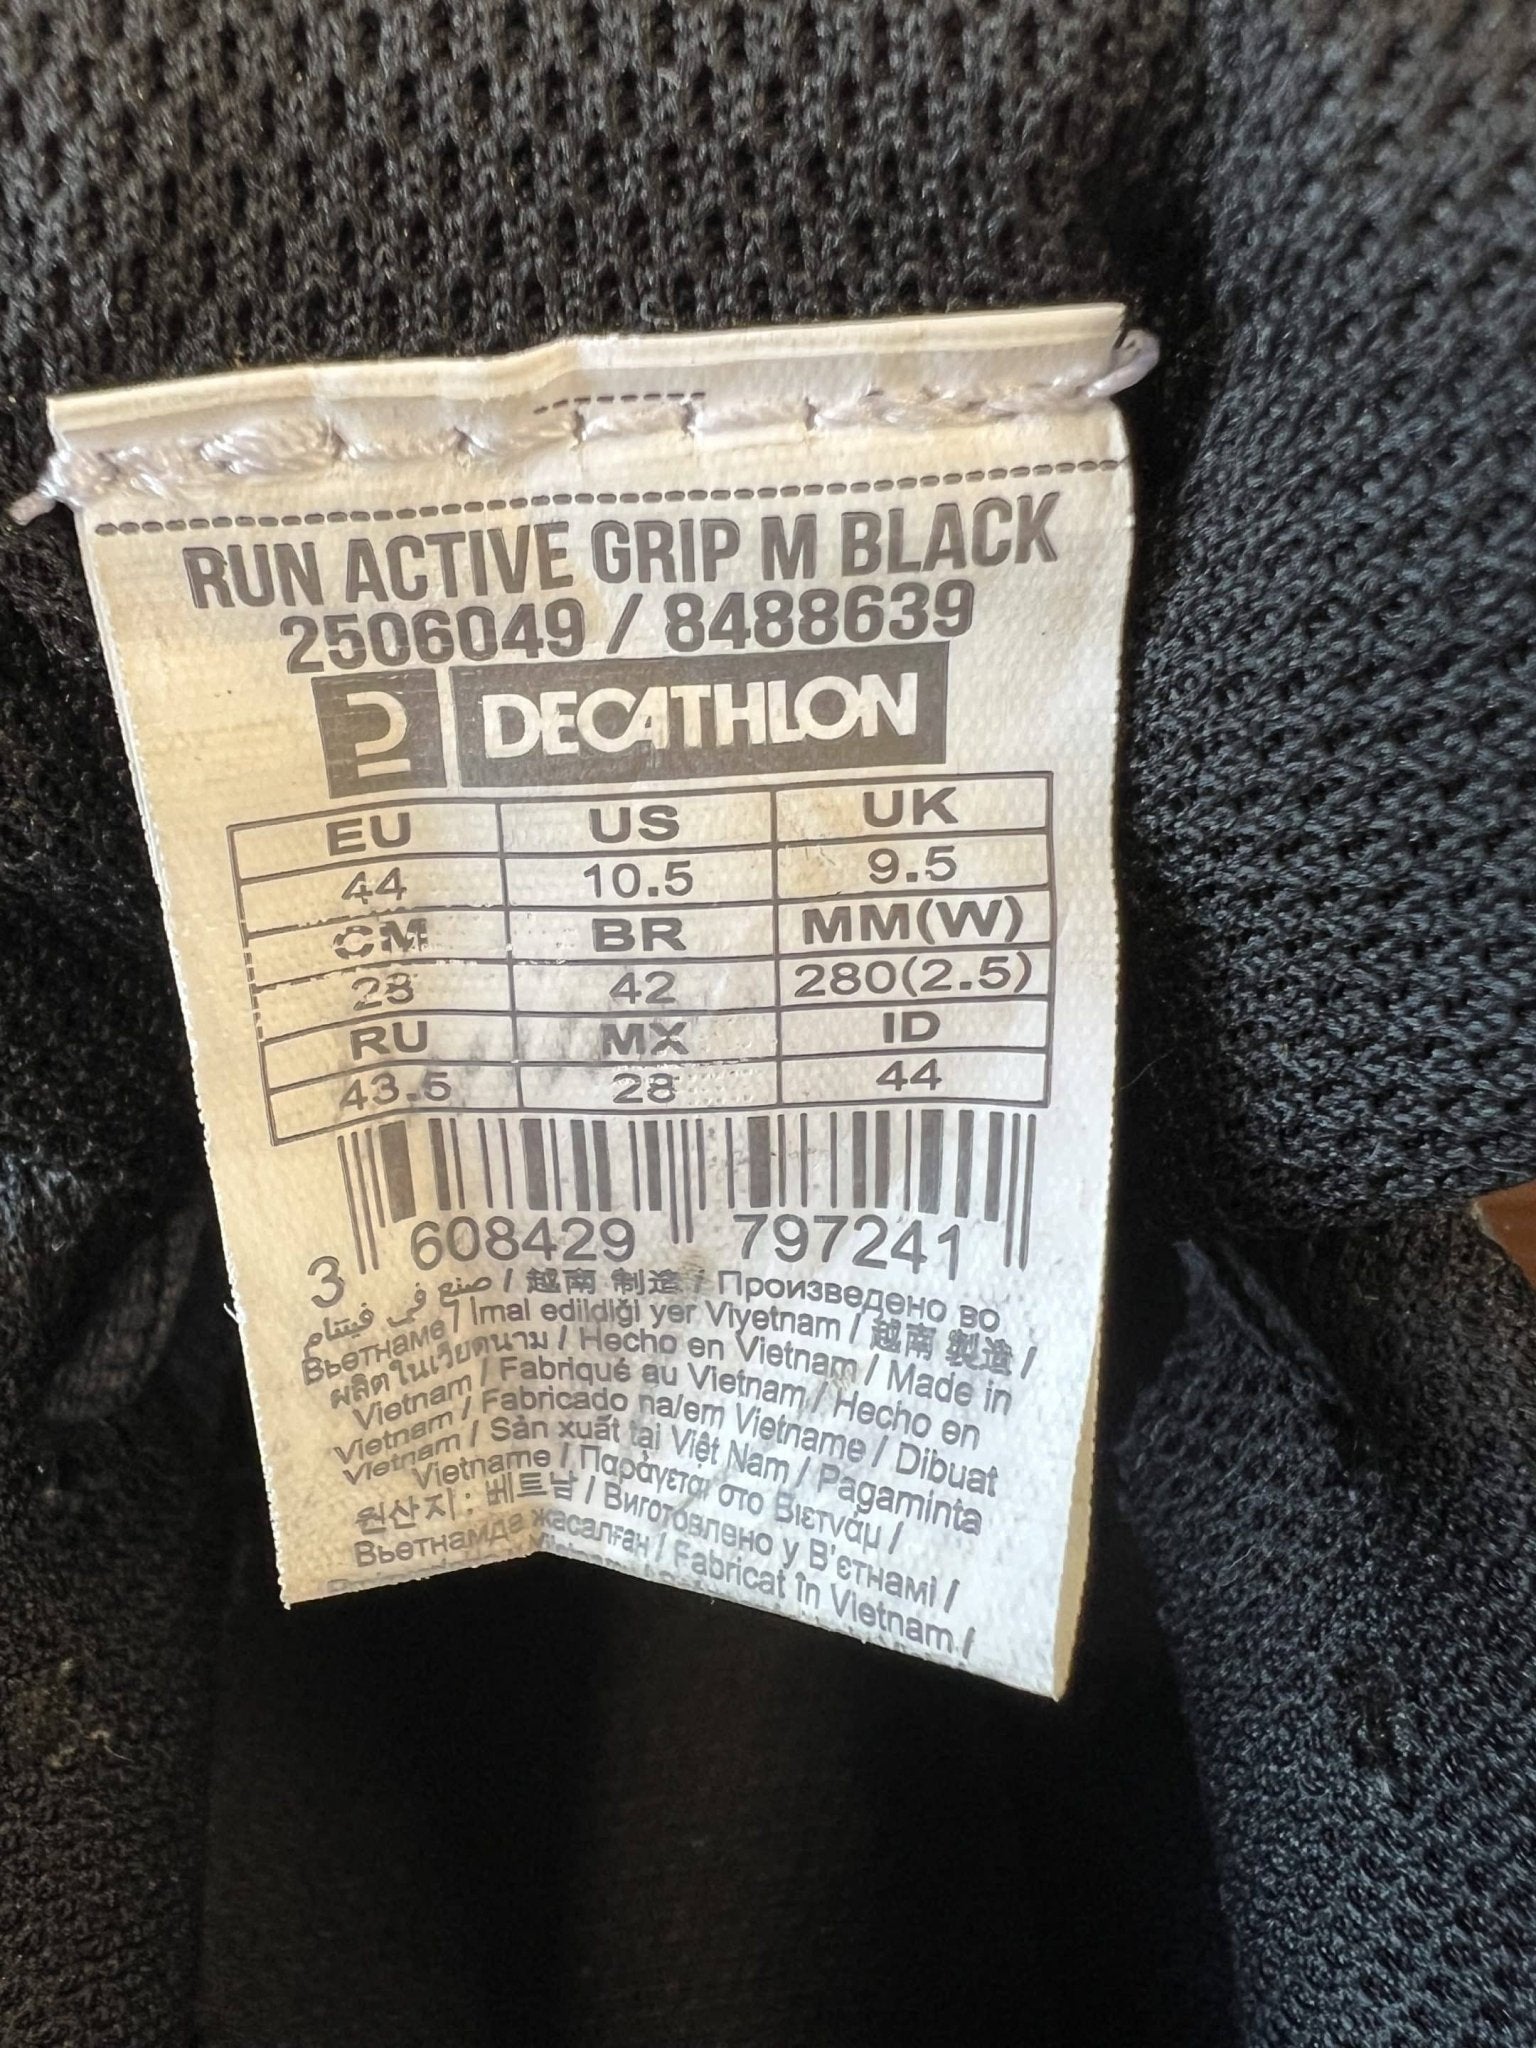 RUN ACTIVE GRIP M BLACK
2506049 / 8488639
DECATHLON
EU US UK
44 10.5 9.5
CM BR MM(W)
28 42 280(2.5)
RU MX ID
43.5 28 44
3 608429 797241
صنع في فيتنام / 越南 制造 / Произведено во
Вьетнаме / İmal edildiği yer Vıyetnam / 越南 製造 /
ผลิตในเวียดนาม / Hecho en Vietnam / Made in
Vietnam / Fabriqué au Vietnam / Hecho en
Vietnam / Fabricado na/em Vietname / Dibuat
Vietnam / Sản xuất tại Việt Nam / Pagaminta
Vietname / Παράγεται στο Βιετνάμ /
원산지: 베트남 / Виготовлено у В'єтнамі /
Вьетнамда жасалған / Fabricat în Vietnam /